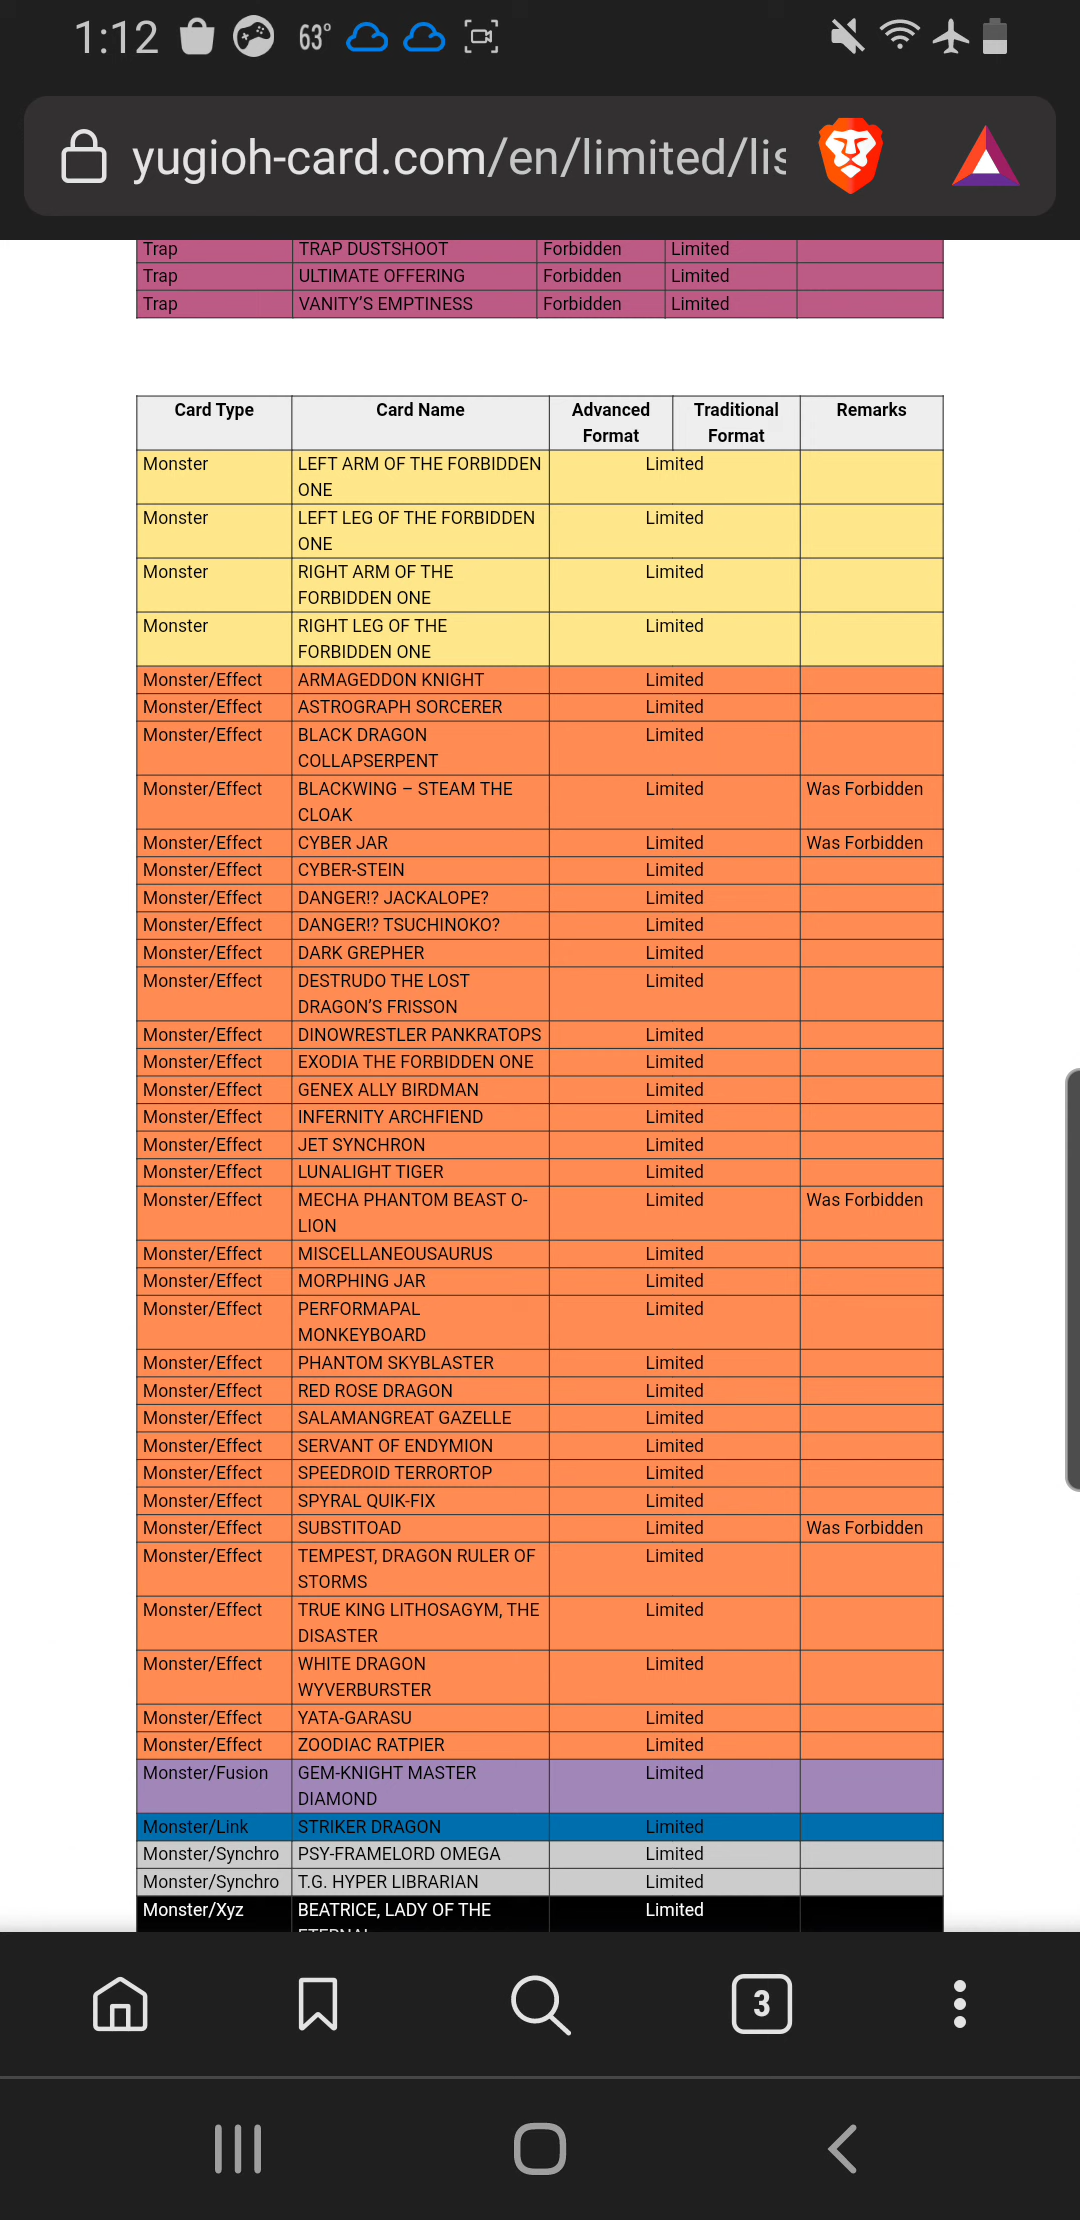 1:12 63°
yugioh-card.com/en/limited/lis
Trap TRAP DUSTSHOOT Forbidden Limited
Trap ULTIMATE OFFERING Forbidden Limited
Trap VANITY'S EMPTINESS Forbidden Limited
Card Type Card Name Advanced Traditional Remarks
Format Format
Monster LEFT ARM OF THE FORBIDDEN Limited
ONE
Monster LEFT LEG OF THE FORBIDDEN Limited
ONE
Monster RIGHT ARM OF THE Limited
FORBIDDEN ONE
Monster RIGHT LEG OF THE Limited
FORBIDDEN ONE
Monster/Effect ARMAGEDDON KNIGHT Limited
Monster/Effect ASTROGRAPH SORCERER Limited
Monster/Effect BLACK DRAGON Limited
COLLAPSERPENT
Monster/Effect BLACKWING – STEAM THE Limited Was Forbidden
CLOAK
Monster/Effect CYBER JAR Limited Was Forbidden
Monster/Effect CYBER-STEIN Limited
Monster/Effect DANGER!? JACKALOPE? Limited
Monster/Effect DANGER!? TSUCHINOKO? Limited
Monster/Effect DARK GREPHER Limited
Monster/Effect DESTRUDO THE LOST Limited
DRAGON'S FRISSON
Monster/Effect DINOWRESTLER PANKRATOPS Limited
Monster/Effect EXODIA THE FORBIDDEN ONE Limited
Monster/Effect GENEX ALLY BIRDMAN Limited
Monster/Effect INFERNITY ARCHFIEND Limited
Monster/Effect JET SYNCHRON Limited
Monster/Effect LUNALIGHT TIGER Limited
Monster/Effect MECHA PHANTOM BEAST O- Limited Was Forbidden
LION
Monster/Effect MISCELLANEOUSAURUS Limited
Monster/Effect MORPHING JAR Limited
Monster/Effect PERFORMAPAL Limited
MONKEYBOARD
Monster/Effect PHANTOM SKYBLASTER Limited
Monster/Effect RED ROSE DRAGON Limited
Monster/Effect SALAMANGREAT GAZELLE Limited
Monster/Effect SERVANT OF ENDYMION Limited
Monster/Effect SPEEDROID TERRORTOP Limited
Monster/Effect SPYRAL QUIK-FIX Limited
Monster/Effect SUBSTITOAD Limited Was Forbidden
Monster/Effect TEMPEST, DRAGON RULER OF Limited
STORMS
Monster/Effect TRUE KING LITHOSAGYM, THE Limited
DISASTER
Monster/Effect WHITE DRAGON Limited
WYVERBURSTER
Monster/Effect YATA-GARASU Limited
Monster/Effect ZOODIAC RATPIER Limited
Monster/Fusion GEM-KNIGHT MASTER Limited
DIAMOND
Monster/Link STRIKER DRAGON Limited
Monster/Synchro PSY-FRAMELORD OMEGA Limited
Monster/Synchro T.G. HYPER LIBRARIAN Limited
Monster/Xyz BEATRICE, LADY OF THE Limited
ETERNAL
3